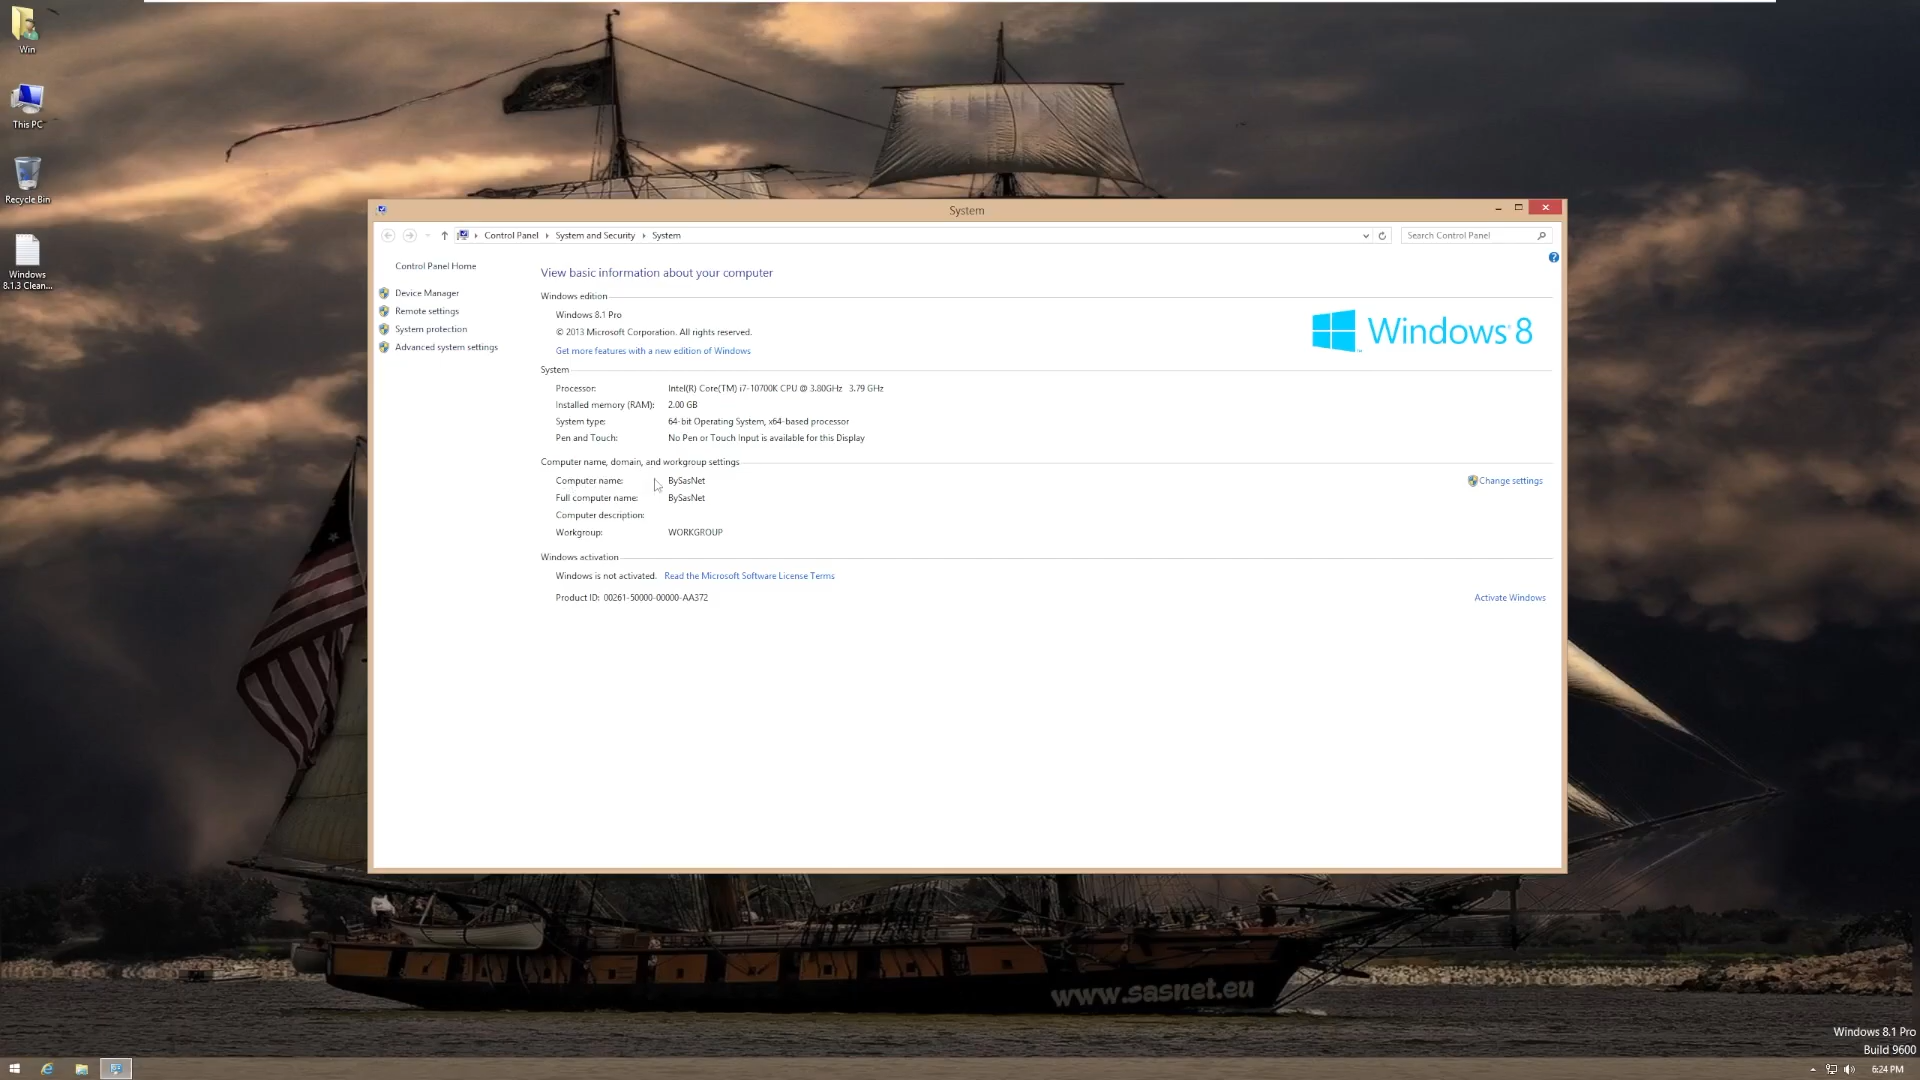 Win
This PC
Recycle Bin
Windows
8.1.3 Clean...
System
Control Panel
System and Security
System
Search Control Panel
Control Panel Home
Device Manager
Remote settings
System protection
Advanced system settings
View basic information about your computer
Windows edition
Windows 8.1 Pro
© 2013 Microsoft Corporation. All rights reserved.
Get more features with a new edition of Windows
Windows 8
System
Processor: Intel(R) Core(TM) i7-10700K CPU @ 3.80GHz 3.79 GHz
Installed memory (RAM): 2.00 GB
System type: 64-bit Operating System, x64-based processor
Pen and Touch: No Pen or Touch Input is available for this Display
Computer name, domain, and workgroup settings
Computer name: BySasNet
Change settings
Full computer name: BySasNet
Computer description:
Workgroup: WORKGROUP
Windows activation
Windows is not activated. Read the Microsoft Software License Terms
Product ID: 00261-50000-00000-AA372
Activate Windows
www.sasnet.eu
Windows 8.1 Pro
Build 9600
6:24 PM